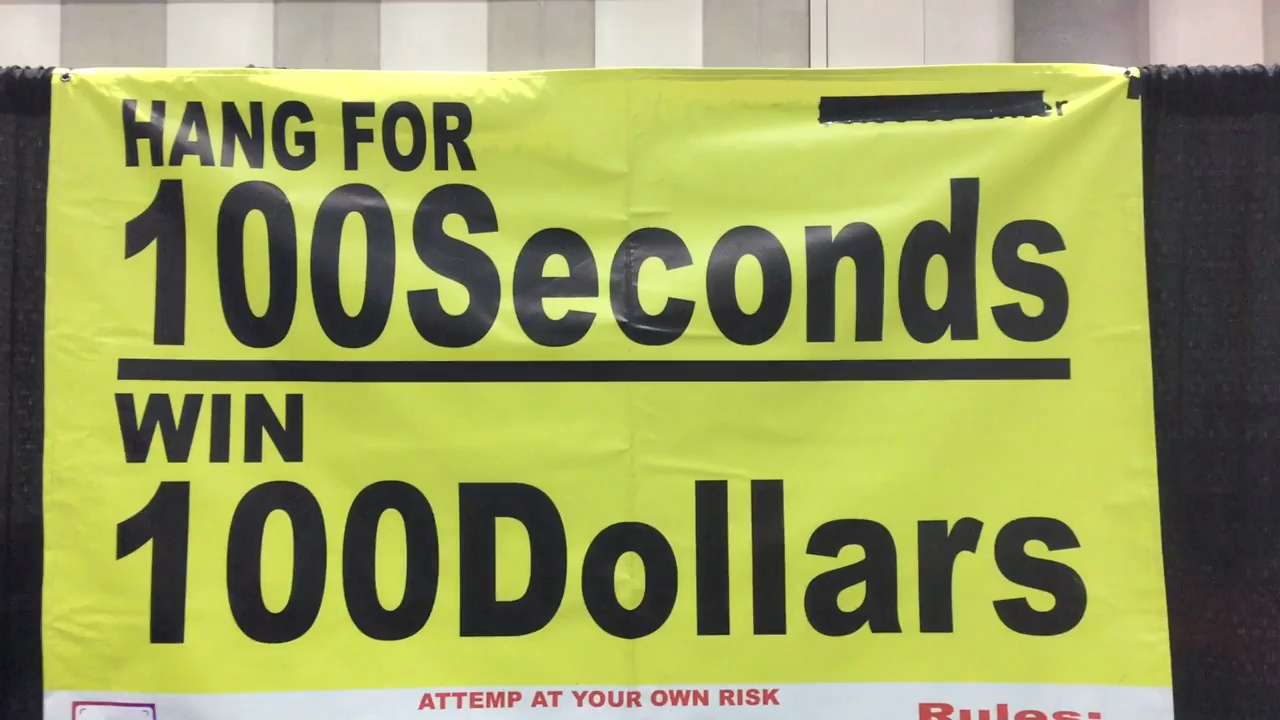 HANG FOR
100Seconds
WIN
100Dollars
ATTEMP AT YOUR OWN RISK
Rules: